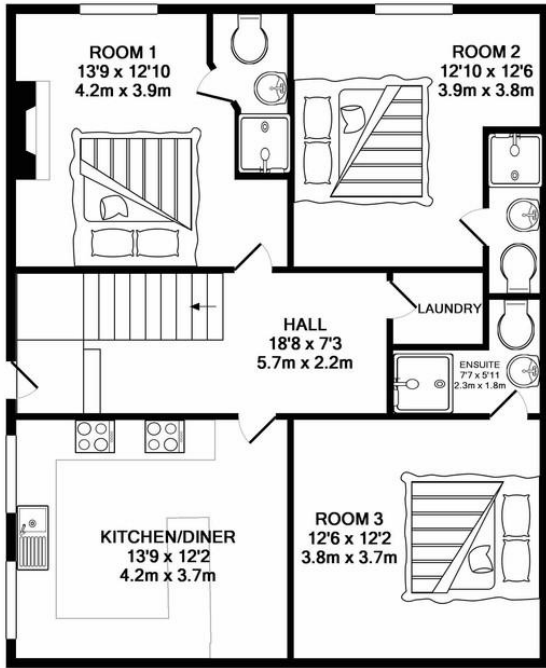 ROOM 1
13'9 x 12'10
4.2m x 3.9m
ROOM 2
12'10 x 12'6
3.9m x 3.8m
LAUNDRY
HALL
18'8 x 7'3
5.7m x 2.2m
ENSUITE
7'7 x 5'11
2.3m x 1.8m
KITCHEN/DINER
13'9 x 12'2
4.2m x 3.7m
ROOM 3
12'6 x 12'2
3.8m x 3.7m